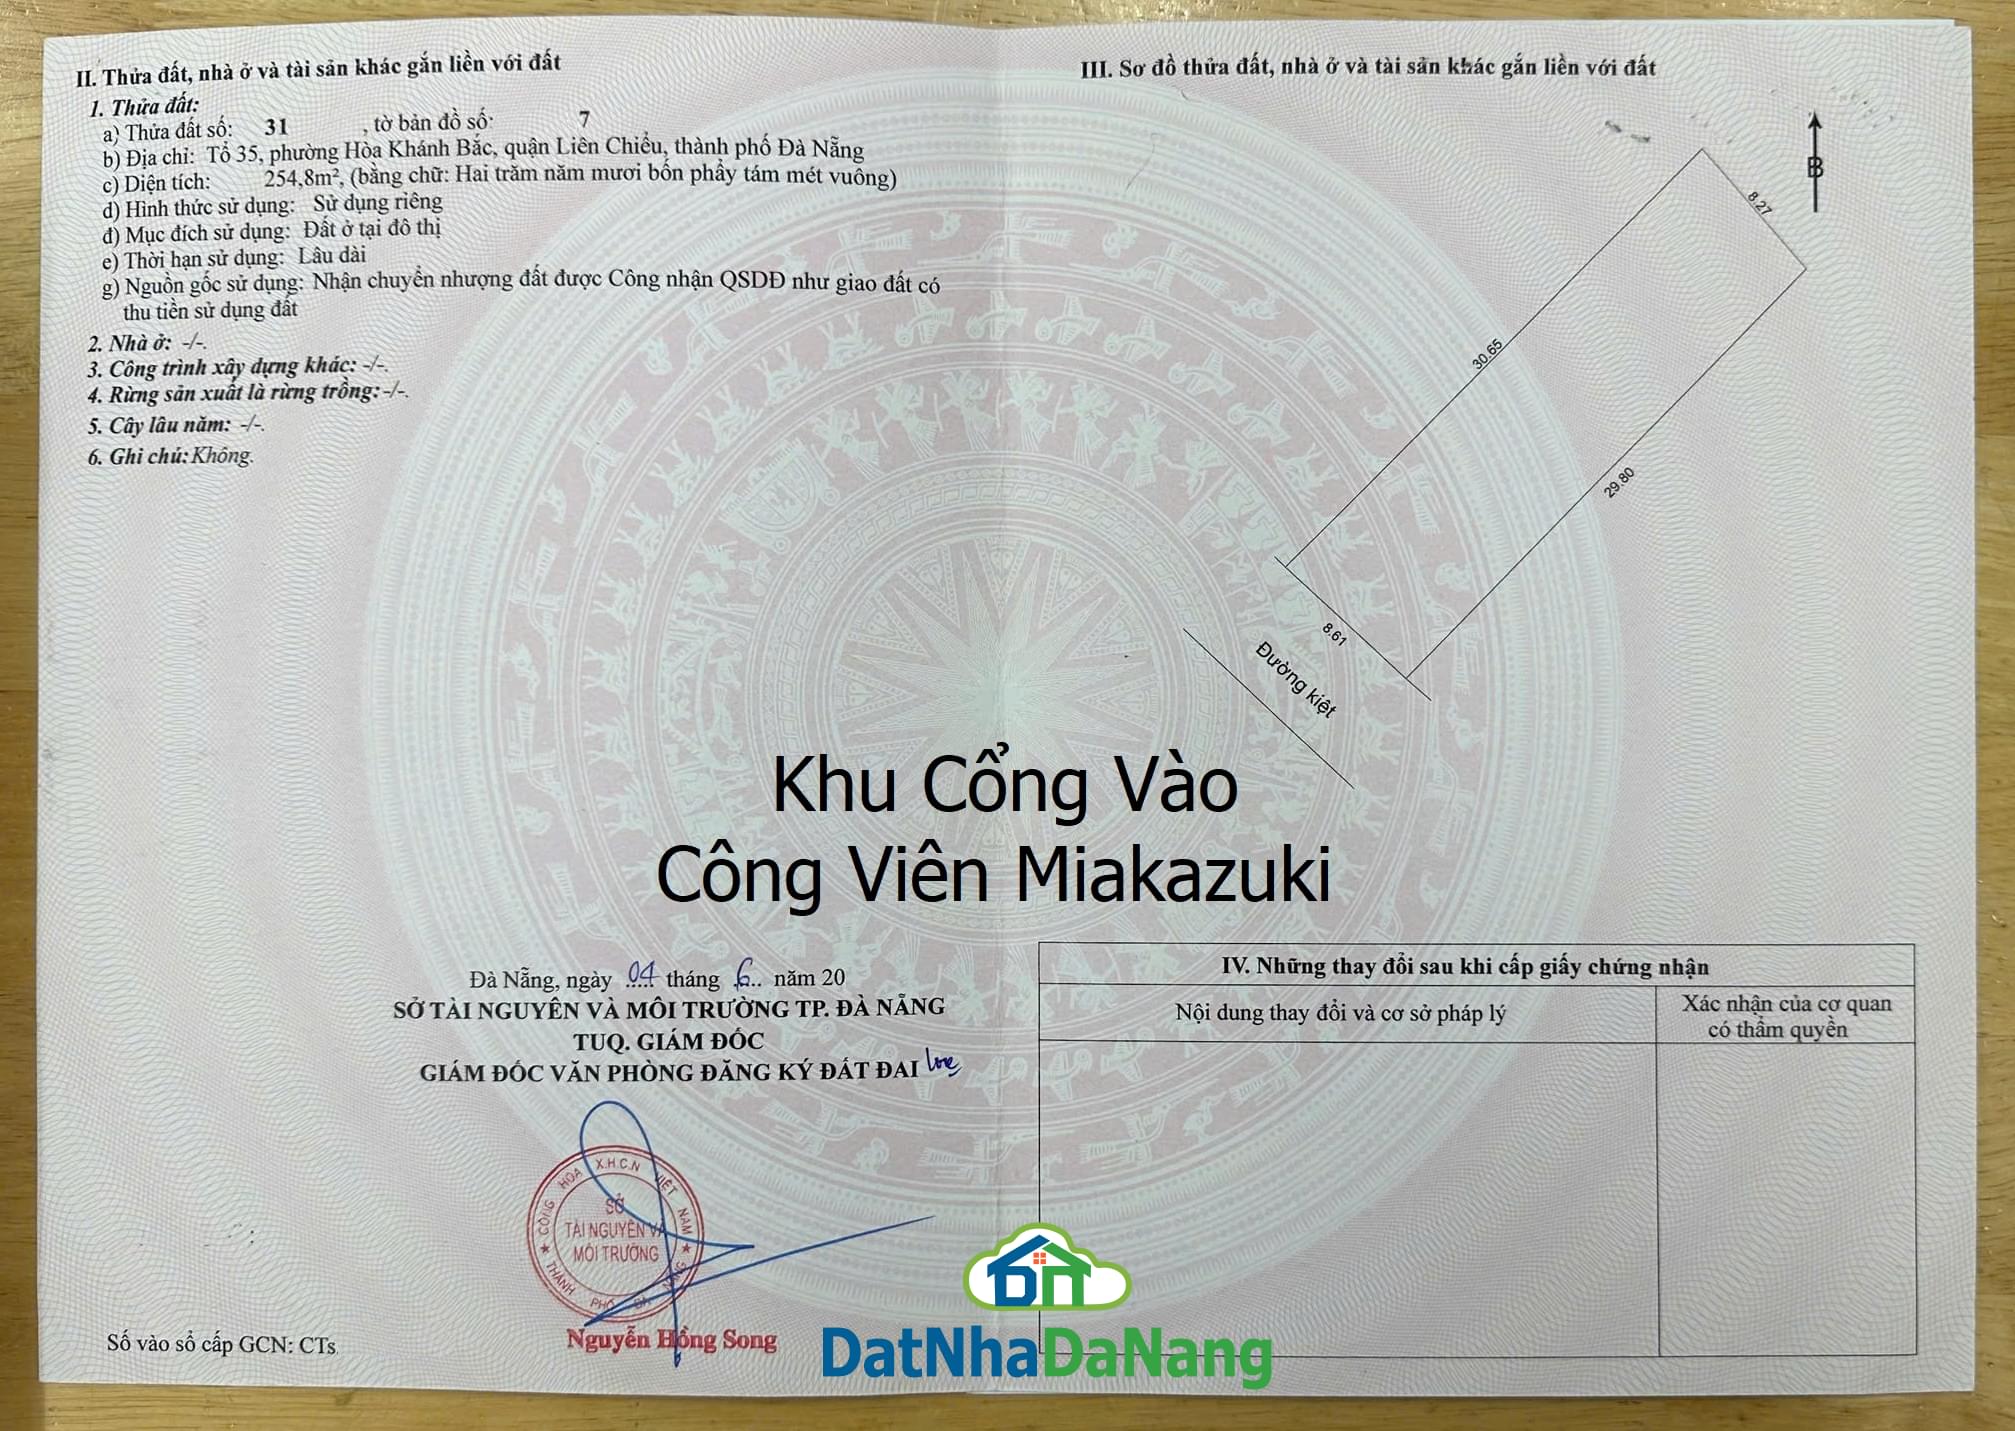 II. Thửa đất, nhà ở và tài sản khác gắn liền với đất
1. Thửa đất:
a) Thửa đất số: 31 , tờ bản đồ số: 7
b) Địa chỉ: Tổ 35, phường Hòa Khánh Bắc, quận Liên Chiểu, thành phố Đà Nẵng
c) Diện tích: 254,8m², (bằng chữ: Hai trăm năm mươi bốn phẩy tám mét vuông)
d) Hình thức sử dụng: Sử dụng riêng
đ) Mục đích sử dụng: Đất ở tại đô thị
e) Thời hạn sử dụng: Lâu dài
g) Nguồn gốc sử dụng: Nhận chuyển nhượng đất được Công nhận QSDĐ như giao đất có
thu tiền sử dụng đất
2. Nhà ở: -/-.
3. Công trình xây dựng khác: -/-.
4. Rừng sản xuất là rừng trồng: -/-.
5. Cây lâu năm: -/-.
6. Ghi chú: Không.
III. Sơ đồ thửa đất, nhà ở và tài sản khác gắn liền với đất
B
8.27
30.65
29.80
8.61
Đường kiệt
Khu Cổng Vào
Công Viên Miakazuki
Đà Nẵng, ngày 04 tháng 6 năm 20
SỞ TÀI NGUYÊN VÀ MÔI TRƯỜNG TP. ĐÀ NẴNG
TUQ. GIÁM ĐỐC
GIÁM ĐỐC VĂN PHÒNG ĐĂNG KÝ ĐẤT ĐAI
CỘNG HÒA X.H.C.N VIỆT NAM
SỞ
TÀI NGUYÊN VÀ
MÔI TRƯỜNG
THÀNH PHỐ ĐÀ NẴNG
Nguyễn Hồng Song
Số vào sổ cấp GCN: CTs
IV. Những thay đổi sau khi cấp giấy chứng nhận
Nội dung thay đổi và cơ sở pháp lý
Xác nhận của cơ quan
có thẩm quyền
DN
DatNhaDaNang